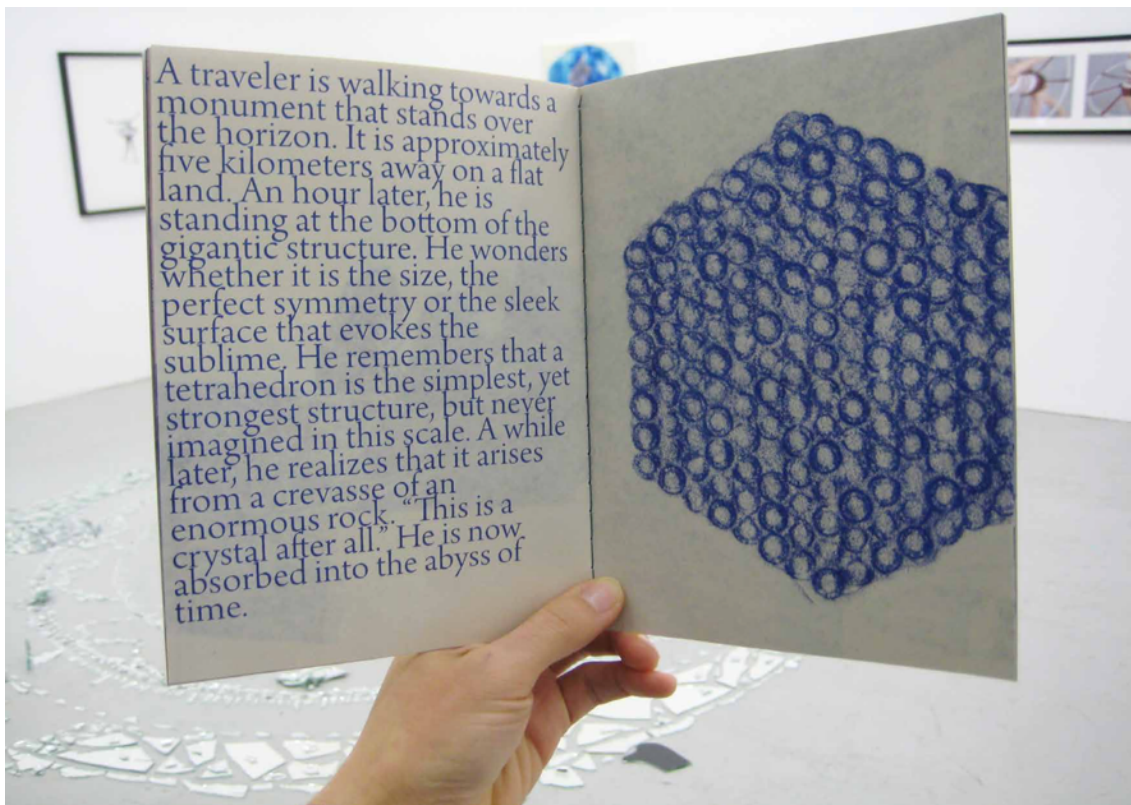 A traveler is walking towards a
monument that stands over
the horizon. It is approximately
five kilometers away on a flat
land. An hour later, he is
standing at the bottom of the
gigantic structure. He wonders
whether it is the size, the
perfect symmetry or the sleek
surface that evokes the
sublime. He remembers that a
tetrahedron is the simplest, yet
strongest structure, but never
imagined in this scale. A while
later, he realizes that it arises
from a crevasse of an
enormous rock. “This is a
crystal after all.” He is now
absorbed into the abyss of
time.